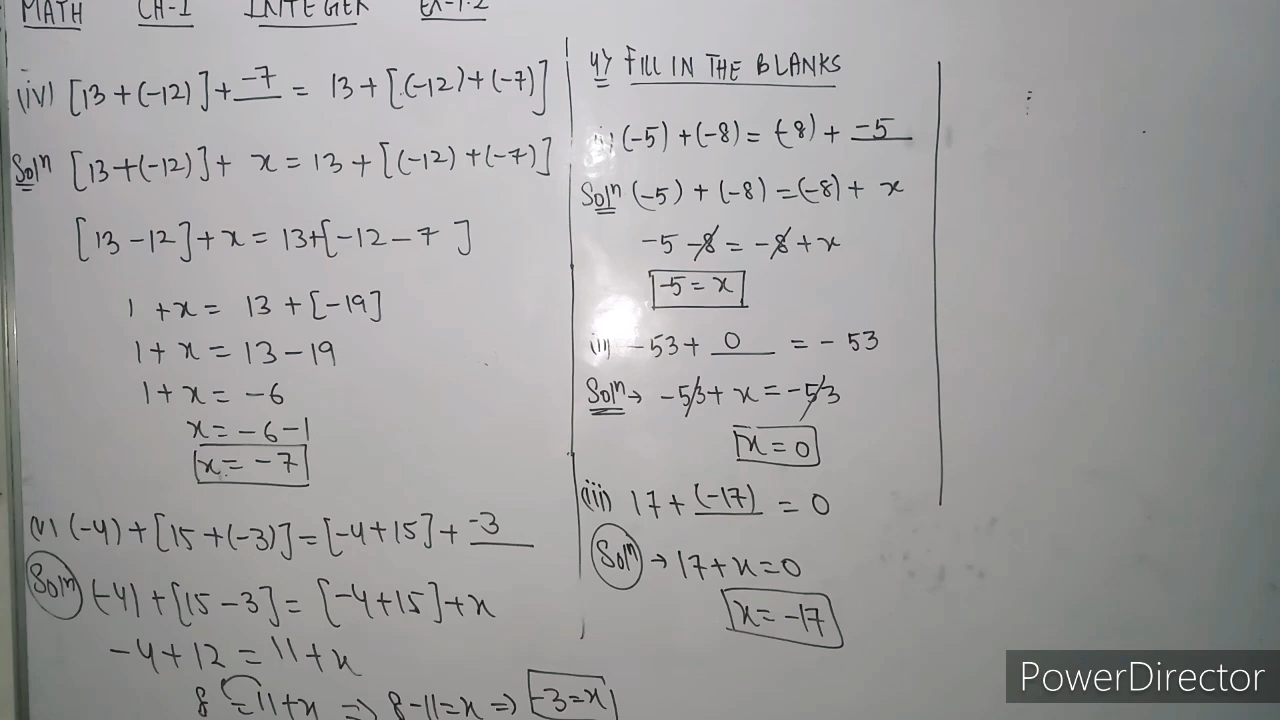 MATH CH-1 INTEGER EX-1.2
4) FILL IN THE BLANKS
i) (-5) + (-8) = (-8) + -5
Solⁿ (-5) + (-8) = (-8) + x
-5 -8 = -8 + x
-5 = x
(ii) -53 + 0 = -53
Solⁿ → -53 + x = -53
x = 0
(iii) 17 + (-17) = 0
Solⁿ → 17 + x = 0
x = -17
(iv) [13 + (-12)] + -7 = 13 + [(-12) + (-7)]
Solⁿ [13 + (-12)] + x = 13 + [(-12) + (-7)]
[13 - 12] + x = 13 + [-12 - 7]
1 + x = 13 + [-19]
1 + x = 13 - 19
1 + x = -6
x = -6 - 1
x = -7
(v) (-4) + [15 + (-3)] = [-4 + 15] + -3
Solⁿ (-4) + [15 - 3] = [-4 + 15] + x
-4 + 12 = 11 + x
8 = 11 + x => 8 - 11 = x => -3 = x
PowerDirector